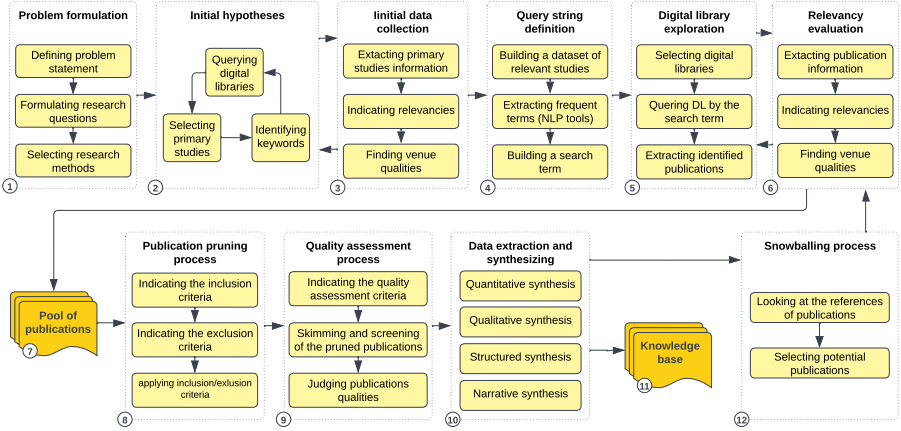 Problem formulation
Defining problem
statement
Formulating research
questions
Selecting research
methods
1
Initial hypotheses
Querying
digital
libraries
Selecting
primary
studies
Identifying
keywords
2
Iinitial data
collection
Extacting primary
studies information
Indicating relevancies
Finding venue
qualities
3
Query string
definition
Building a dataset of
relevant studies
Extracting frequent
terms (NLP tools)
Building a search
term
4
Digital library
exploration
Selecting digital
libraries
Quering DL by the
search term
Extracting identified
publications
5
Relevancy
evaluation
Extacting publication
information
Indicating relevancies
Finding venue
qualities
6
Pool of
publications
7
Publication pruning
process
Indicating the inclusion
criteria
Indicating the exclusion
criteria
applying inclusion/exlusion
criteria
8
Quality assessment
process
Indicating the quality
assessment criteria
Skimming and screening
of the pruned publications
Judging publications
qualities
9
Data extraction and
synthesizing
Quantitative synthesis
Qualitative synthesis
Structured synthesis
Narrative synthesis
10
Knowledge
base
11
Snowballing process
Looking at the references
of publications
Selecting potential
publications
12